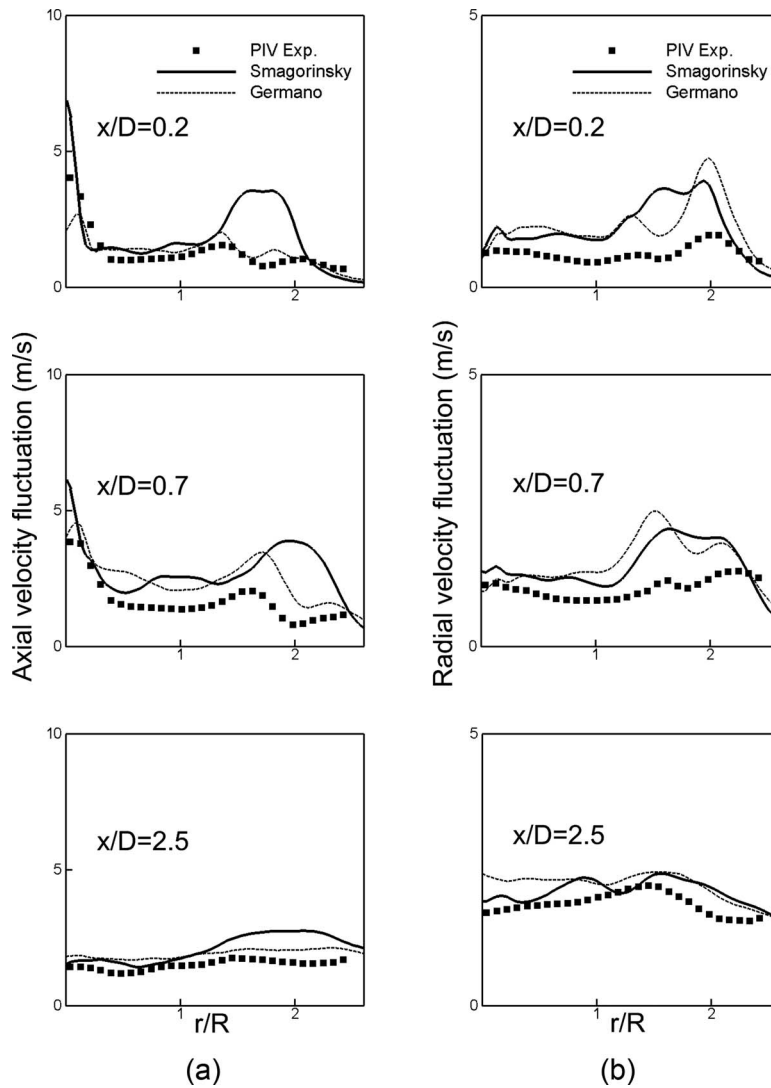 10
PIV Exp.
Smagorinsky
Germano
x/D=0.2
5
0
1
2
10
x/D=0.7
5
0
1
2
10
x/D=2.5
5
0
1
2
r/R
Axial velocity fluctuation (m/s)
(a)
5
PIV Exp.
Smagorinsky
Germano
x/D=0.2
0
1
2
5
x/D=0.7
0
1
2
5
x/D=2.5
0
1
2
r/R
Radial velocity fluctuation (m/s)
(b)